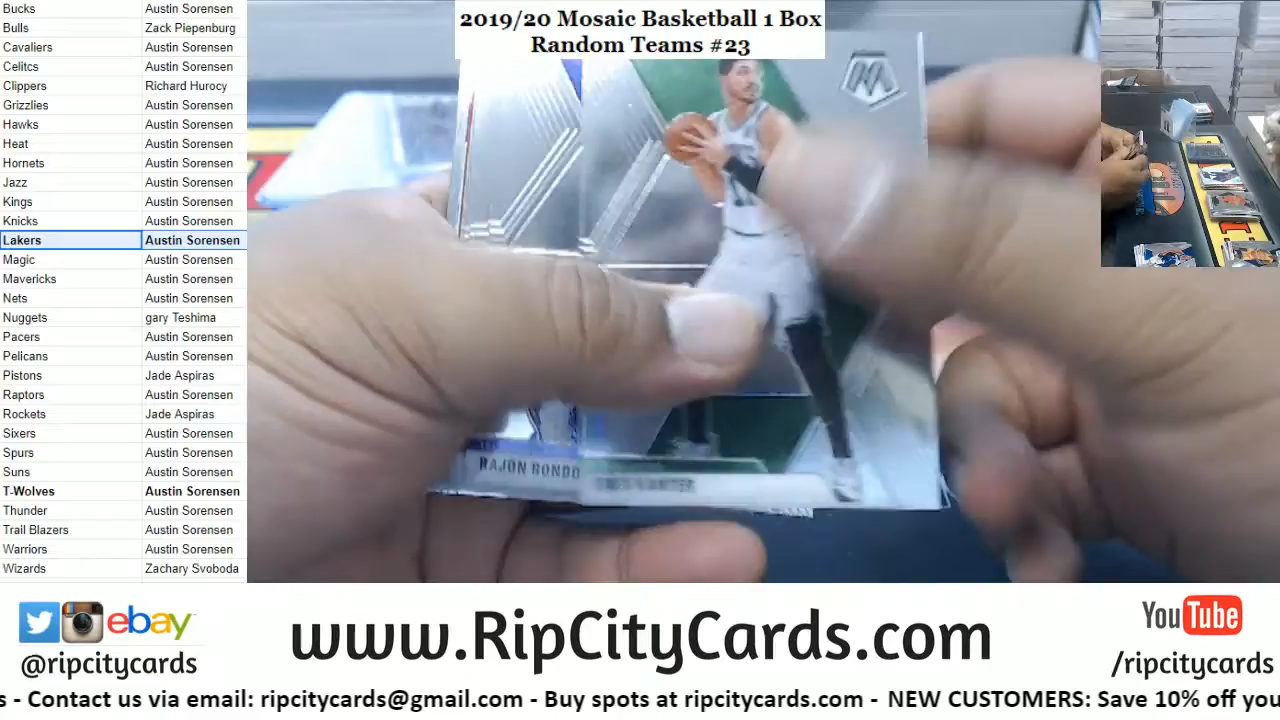 2019/20 Mosaic Basketball 1 Box
Random Teams #23
Bucks Austin Sorensen
Bulls Zack Piepenburg
Cavaliers Austin Sorensen
Celitcs Austin Sorensen
Clippers Richard Hurocy
Grizzlies Austin Sorensen
Hawks Austin Sorensen
Heat Austin Sorensen
Hornets Austin Sorensen
Jazz Austin Sorensen
Kings Austin Sorensen
Knicks Austin Sorensen
Lakers Austin Sorensen
Magic Austin Sorensen
Mavericks Austin Sorensen
Nets Austin Sorensen
Nuggets gary Teshima
Pacers Austin Sorensen
Pelicans Austin Sorensen
Pistons Jade Aspiras
Raptors Austin Sorensen
Rockets Jade Aspiras
Sixers Austin Sorensen
Spurs Austin Sorensen
Suns Austin Sorensen
T-Wolves Austin Sorensen
Thunder Austin Sorensen
Trail Blazers Austin Sorensen
Warriors Austin Sorensen
Wizards Zachary Svoboda
RAJON RONDO
ebay
@ripcitycards
www.RipCityCards.com
YouTube
/ripcitycards
s - Contact us via email: ripcitycards@gmail.com - Buy spots at ripcitycards.com - NEW CUSTOMERS: Save 10% off you